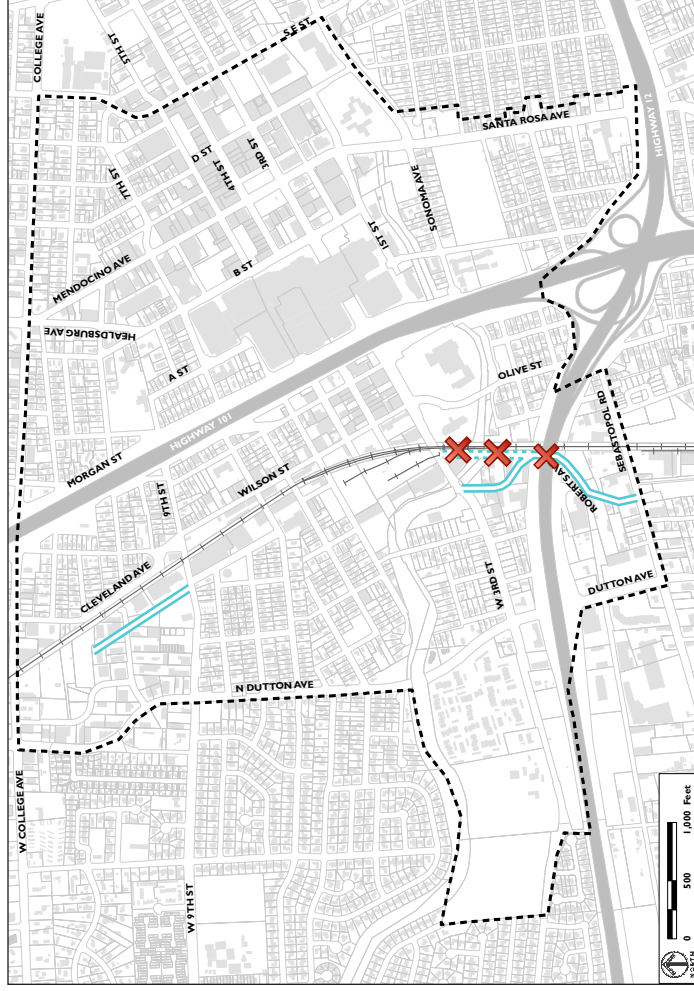 COLLEGE AVE
5TH ST
S E ST
7TH ST
D ST
4TH ST
3RD ST
SANTA ROSA AVE
HIGHWAY 12
MENDOCINO AVE
B ST
1ST ST
SONOMA AVE
HEALDSBURG AVE
A ST
OLIVE ST
MORGAN ST
HIGHWAY 101
9TH ST
WILSON ST
SEBASTOPOL RD
ROBERTS AV
CLEVELAND AVE
W 3RD ST
DUTTON AVE
N DUTTON AVE
W COLLEGE AVE
W 9TH ST
0 500 1,000 Feet
NORTH